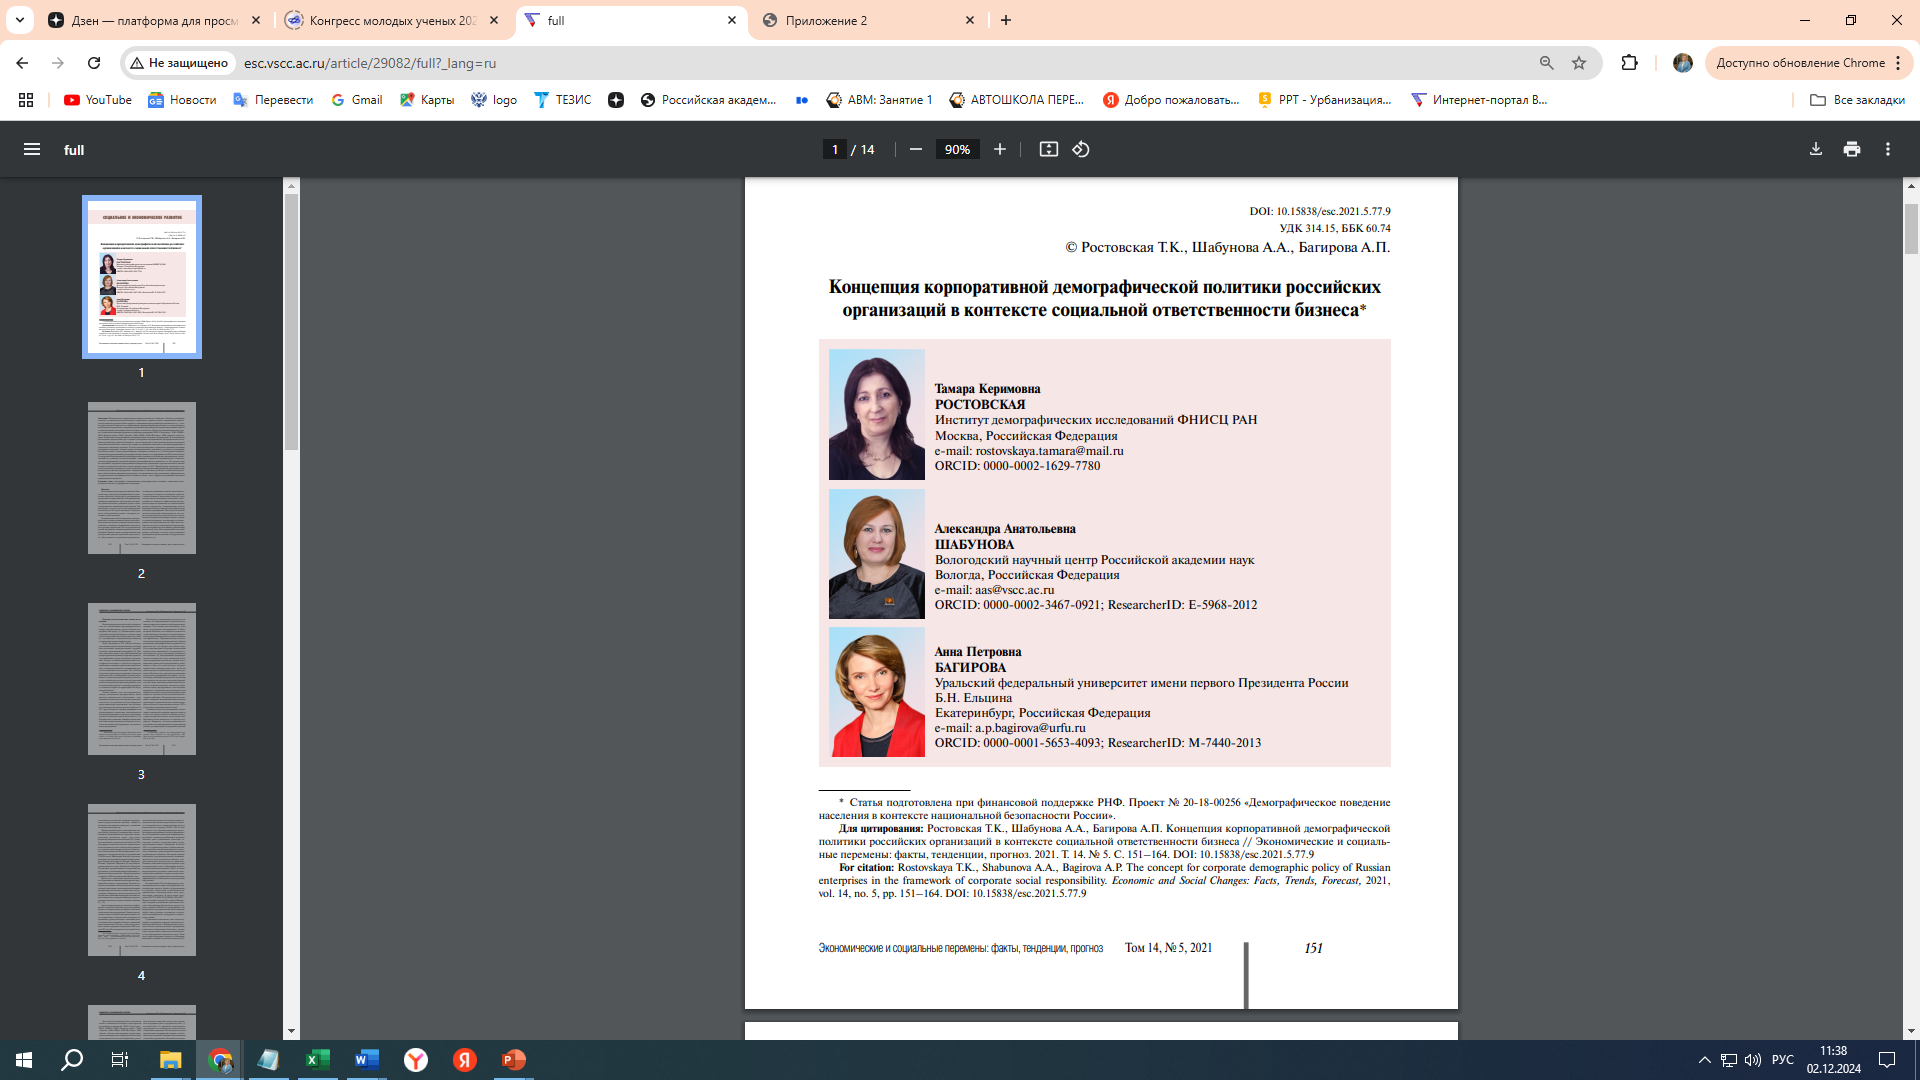 Дзен — платформа для просм
Конгресс молодых ученых 202
full
Приложение 2
Не защищено
esc.vscc.ac.ru/article/29082/full?_lang=ru
Доступно обновление Chrome
YouTube
Новости
Перевести
Gmail
Карты
logo
ТЕЗИС
Российская академ...
АВМ: Занятие 1
АВТОШКОЛА ПЕРЕ...
Добро пожаловать...
PPT - Урбанизация...
Интернет-портал В...
Все закладки
full
1 / 14
90%
СОЦИАЛЬНОЕ И ЭКОНОМИЧЕСКОЕ РАЗВИТИЕ
1
2
3
4
DOI: 10.15838/esc.2021.5.77.9
УДК 314.15, ББК 60.74
© Ростовская Т.К., Шабунова А.А., Багирова А.П.
Концепция корпоративной демографической политики российских
организаций в контексте социальной ответственности бизнеса*
Тамара Керимовна
РОСТОВСКАЯ
Институт демографических исследований ФНИСЦ РАН
Москва, Российская Федерация
e-mail: rostovskaya.tamara@mail.ru
ORCID: 0000-0002-1629-7780
Александра Анатольевна
ШАБУНОВА
Вологодский научный центр Российской академии наук
Вологда, Российская Федерация
e-mail: aas@vscc.ac.ru
ORCID: 0000-0002-3467-0921; ResearcherID: E-5968-2012
Анна Петровна
БАГИРОВА
Уральский федеральный университет имени первого Президента России
Б.Н. Ельцина
Екатеринбург, Российская Федерация
e-mail: a.p.bagirova@urfu.ru
ORCID: 0000-0001-5653-4093; ResearcherID: M-7440-2013
* Статья подготовлена при финансовой поддержке РНФ. Проект № 20-18-00256 «Демографическое поведение
населения в контексте национальной безопасности России».
Для цитирования: Ростовская Т.К., Шабунова А.А., Багирова А.П. Концепция корпоративной демографической
политики российских организаций в контексте социальной ответственности бизнеса // Экономические и социаль-
ные перемены: факты, тенденции, прогноз. 2021. Т. 14. № 5. С. 151–164. DOI: 10.15838/esc.2021.5.77.9
For citation: Rostovskaya T.K., Shabunova A.A., Bagirova A.P. The concept for corporate demographic policy of Russian
enterprises in the framework of corporate social responsibility. Economic and Social Changes: Facts, Trends, Forecast, 2021,
vol. 14, no. 5, pp. 151–164. DOI: 10.15838/esc.2021.5.77.9
Экономические и социальные перемены: факты, тенденции, прогноз Том 14, № 5, 2021 151
РУС
11:38
02.12.2024